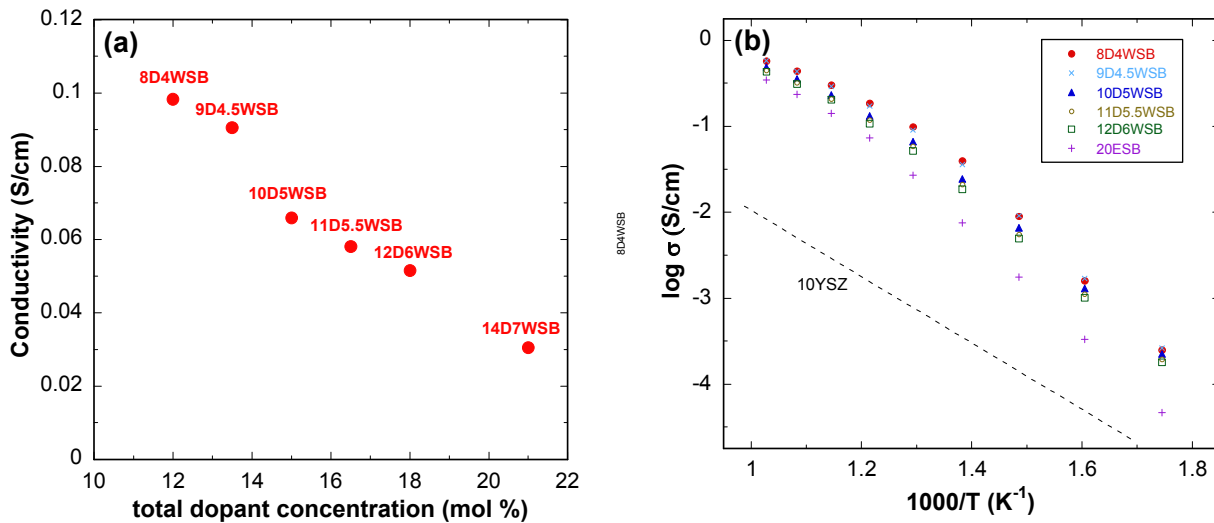 (a)
0.12
0.1
0.08
0.06
0.04
0.02
0
Conductivity (S/cm)
8D4WSB
9D4.5WSB
10D5WSB
11D5.5WSB
12D6WSB
14D7WSB
10 12 14 16 18 20 22
total dopant concentration (mol %)
8D4WSB
(b)
0
-1
-2
-3
-4
log σ (S/cm)
8D4WSB
9D4.5WSB
10D5WSB
11D5.5WSB
12D6WSB
20ESB
10YSZ
1 1.2 1.4 1.6 1.8
1000/T (K⁻¹)